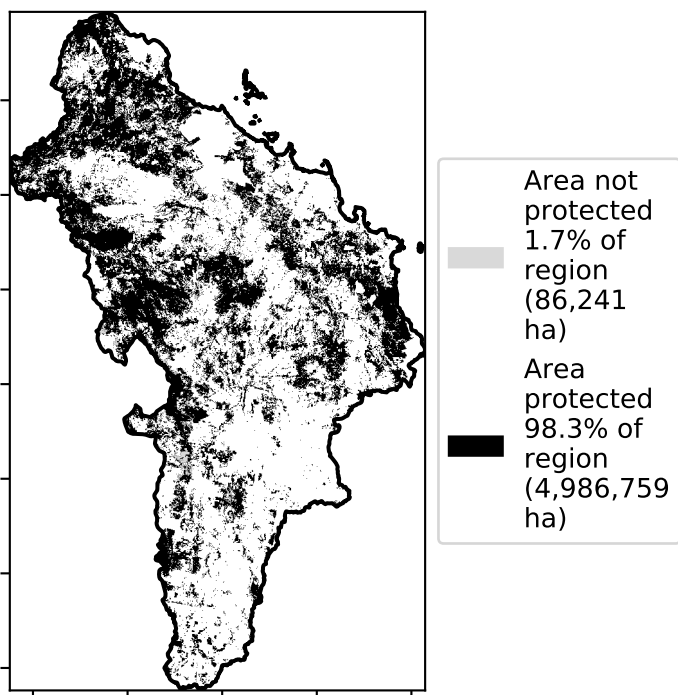 Area not
protected
1.7% of
region
(86,241
ha)
Area
protected
98.3% of
region
(4,986,759
ha)